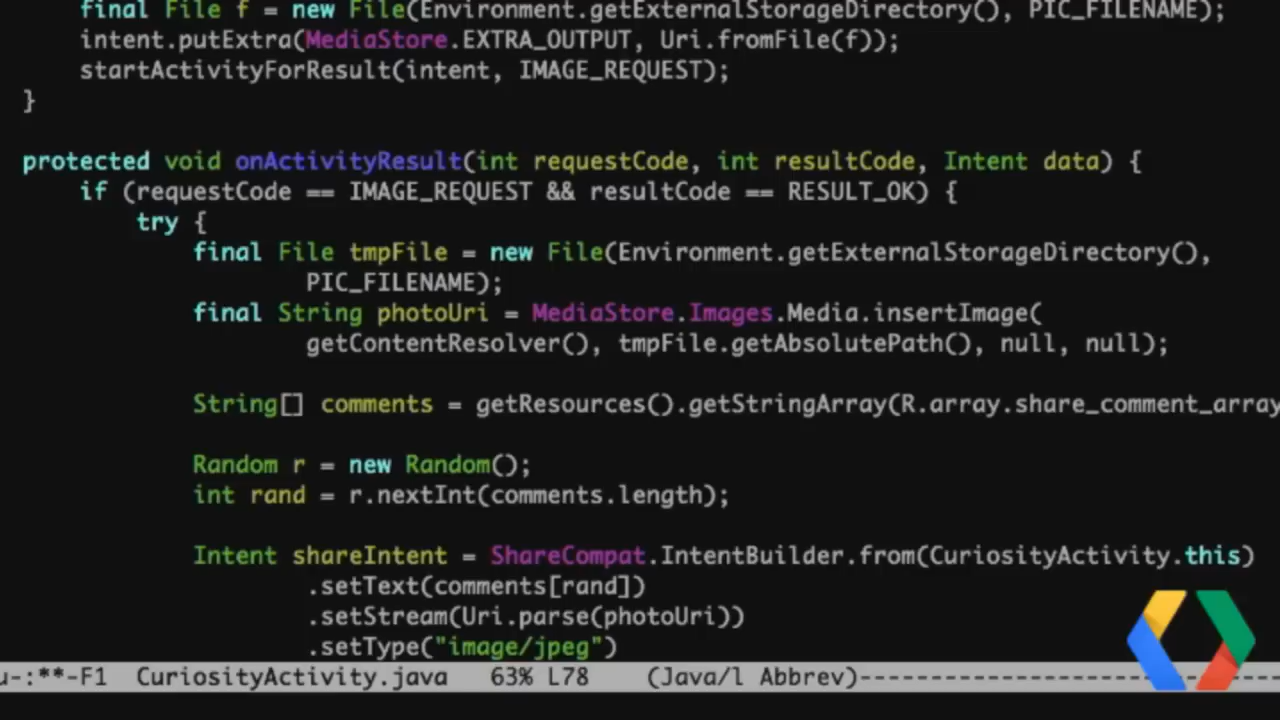 final File f = new File(Environment.getExternalStorageDirectory(), PIC_FILENAME);
intent.putExtra(MediaStore.EXTRA_OUTPUT, Uri.fromFile(f));
startActivityForResult(intent, IMAGE_REQUEST);
}
protected void onActivityResult(int requestCode, int resultCode, Intent data) {
if (requestCode == IMAGE_REQUEST && resultCode == RESULT_OK) {
try {
final File tmpFile = new File(Environment.getExternalStorageDirectory(),
PIC_FILENAME);
final String photoUri = MediaStore.Images.Media.insertImage(
getContentResolver(), tmpFile.getAbsolutePath(), null, null);
String[] comments = getResources().getStringArray(R.array.share_comment_array
Random r = new Random();
int rand = r.nextInt(comments.length);
Intent shareIntent = ShareCompat.IntentBuilder.from(CuriosityActivity.this)
.setText(comments[rand])
.setStream(Uri.parse(photoUri))
.setType("image/jpeg")
u-:**-F1 CuriosityActivity.java 63% L78 (Java/l Abbrev)-----------------------------